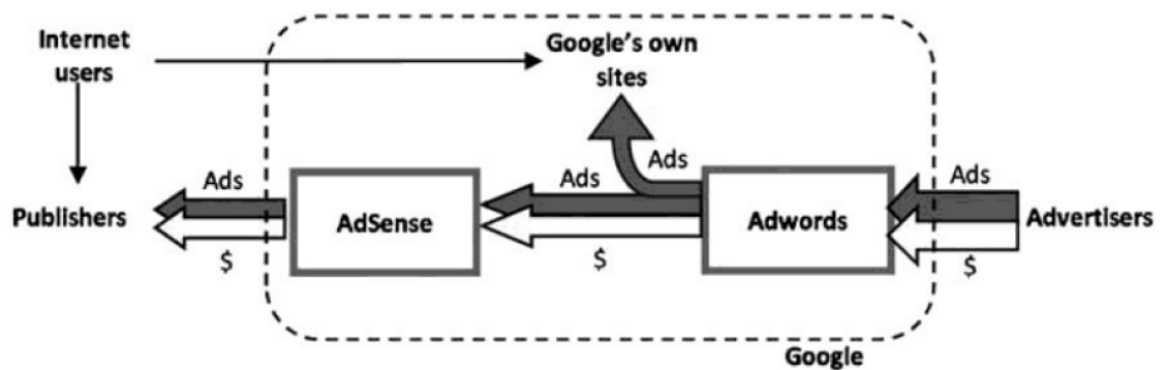 Internet
users
Google's own
sites
Ads
Ads
Ads
Ads
Publishers
AdSense
Adwords
Advertisers
$
$
$
Google